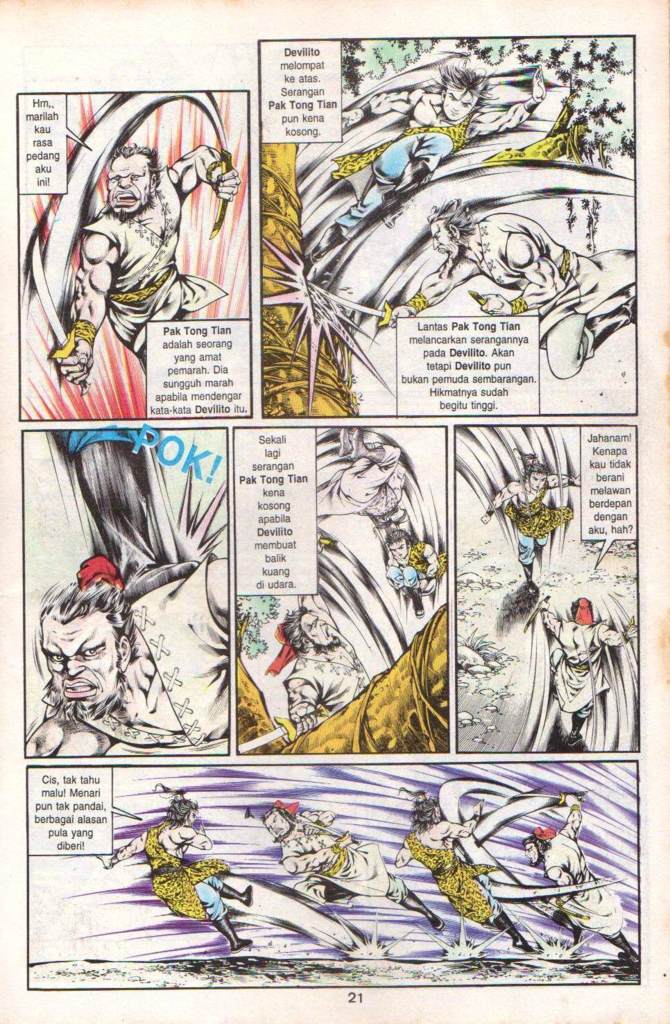 Hm,,
marilah
kau
rasa
pedang
aku
ini!
Pak Tong Tian
adalah seorang
yang amat
pemarah. Dia
sungguh marah
apabila mendengar
kata-kata Devilito itu.
Devilito
melompat
ke atas.
Serangan
Pak Tong Tian
pun kena
kosong.
Lantas Pak Tong Tian
melancarkan serangannya
pada Devilito. Akan
tetapi Devilito pun
bukan pemuda sembarangan.
Hikmatnya sudah
begitu tinggi.
POK!
Sekali
lagi
serangan
Pak Tong Tian
kena
kosong
apabila
Devilito
membuat
balik
kuang
di udara.
Jahanam!
Kenapa
kau tidak
berani
melawan
berdepan
dengan
aku, hah?
Cis, tak tahu
malu! Menari
pun tak pandai,
berbagai alasan
pula yang
diberi!
21